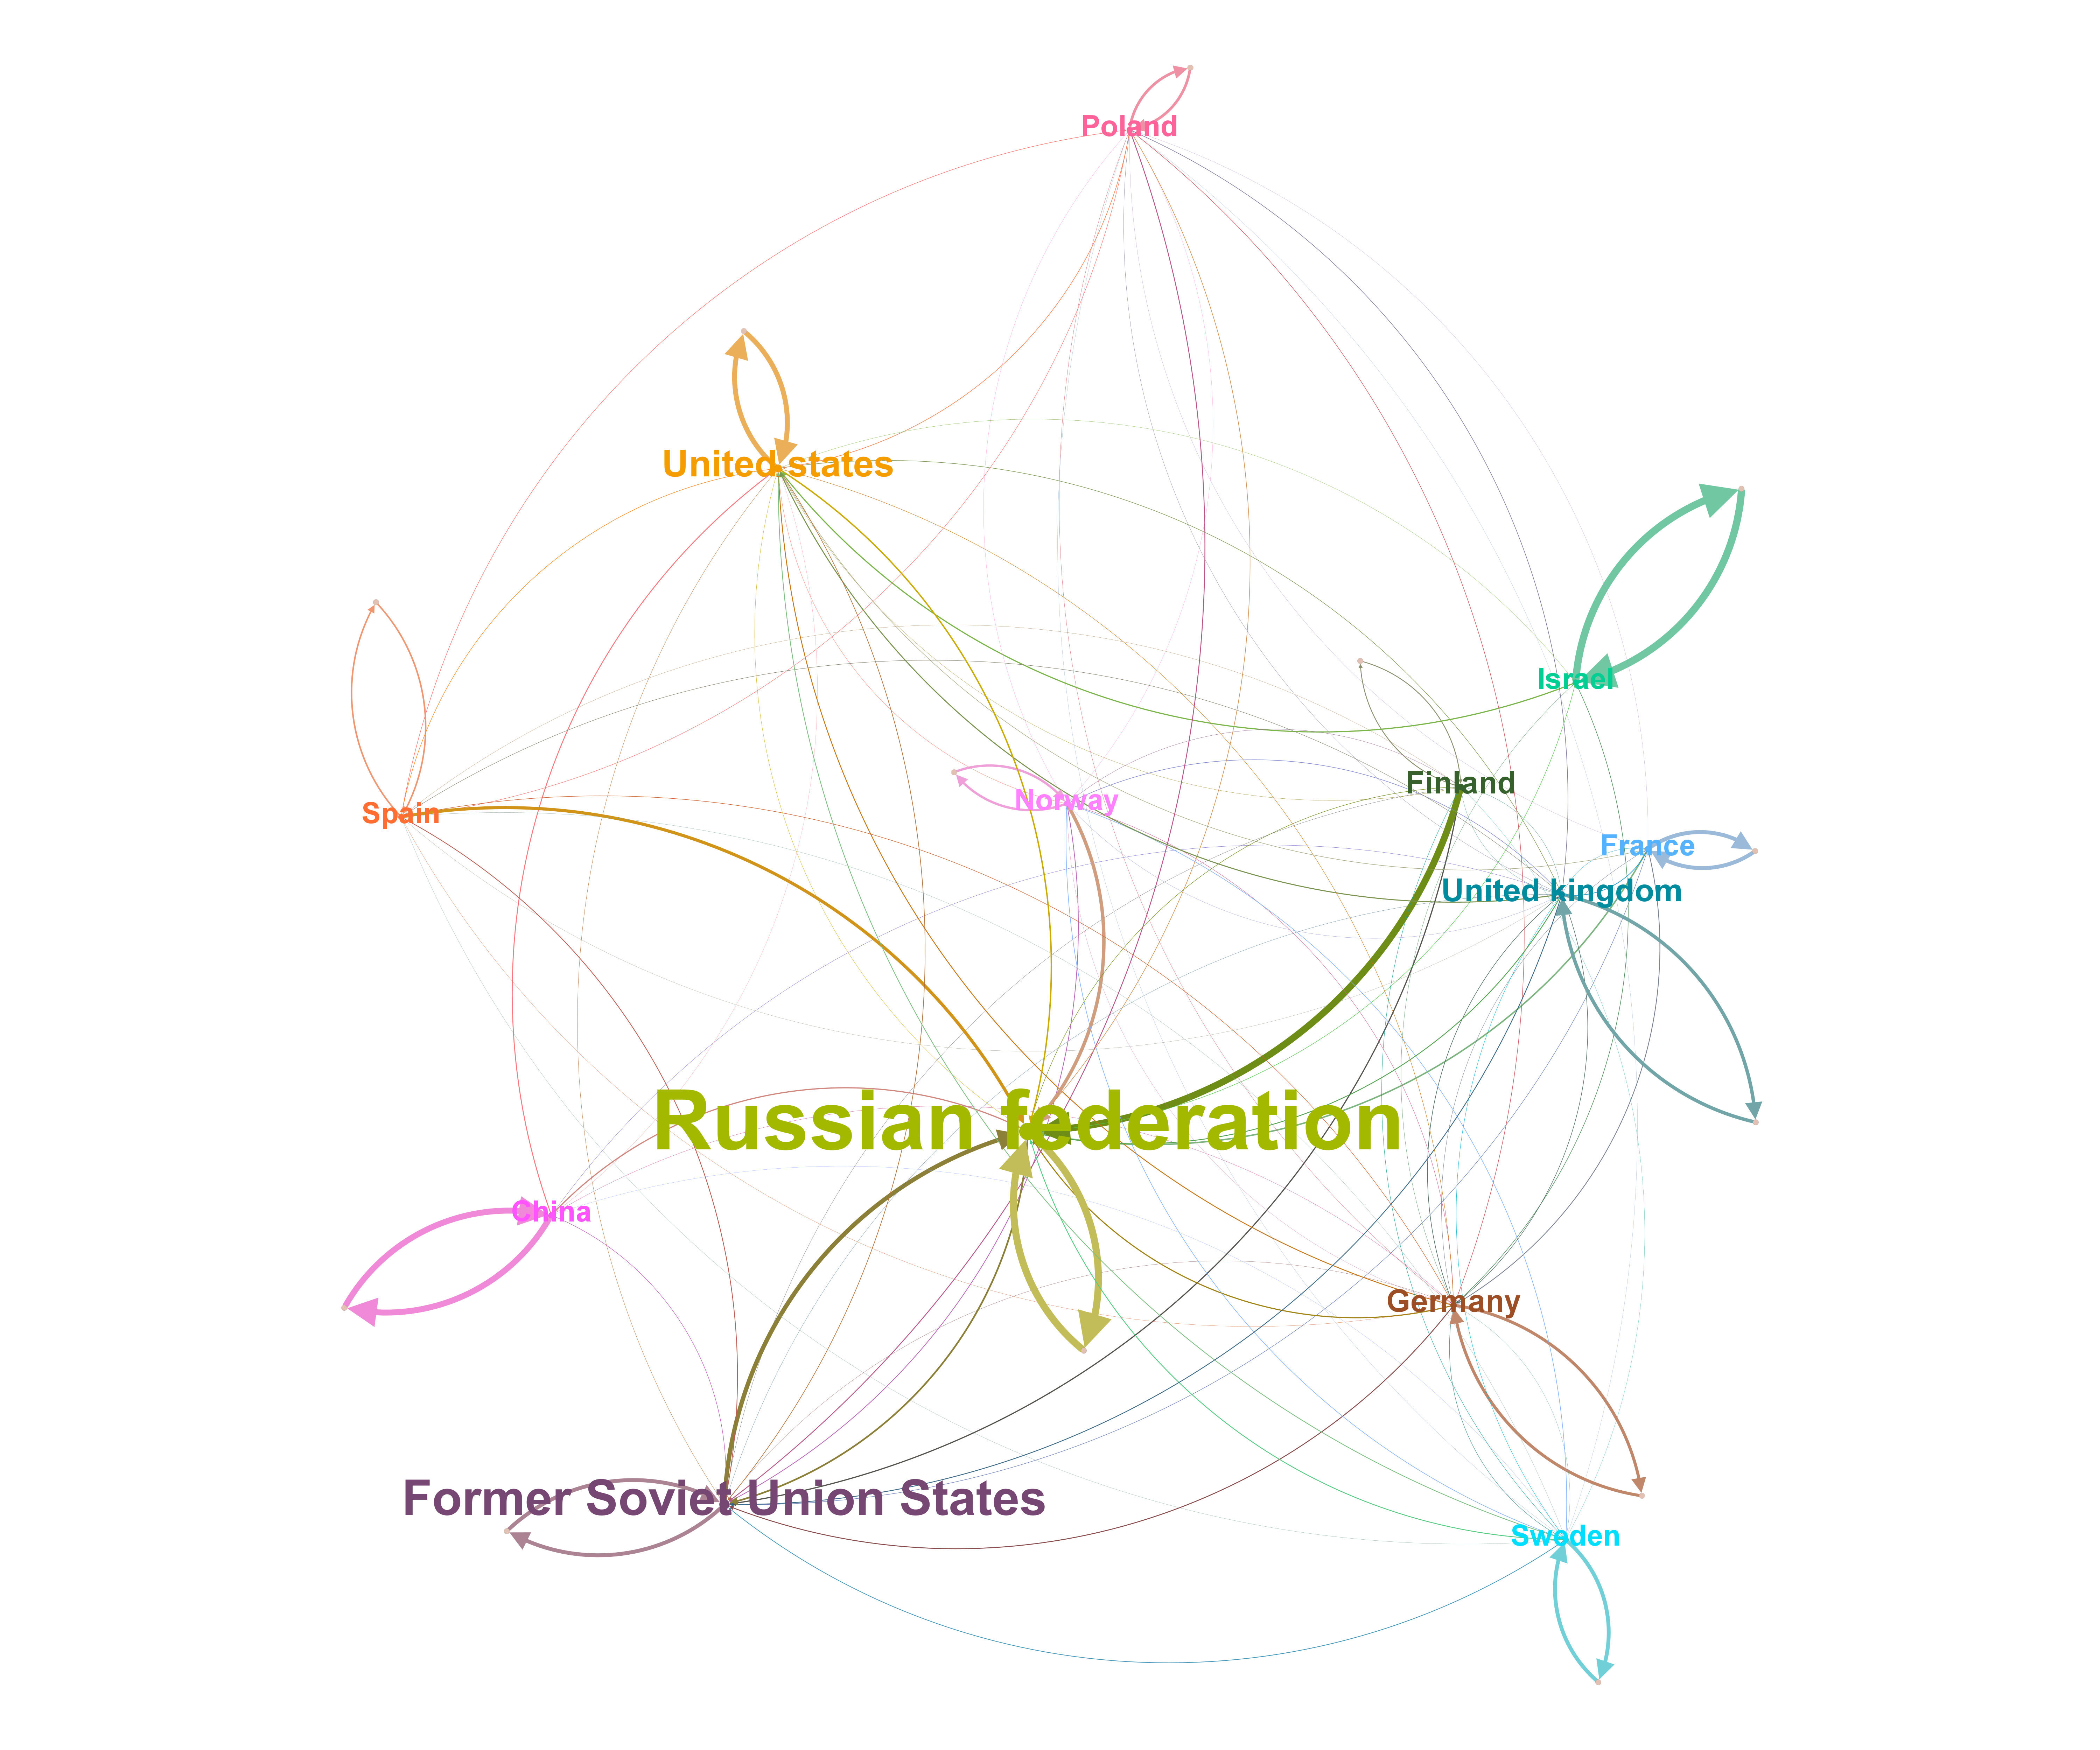 Poland
United states
Israel
Finland
Norway
Spain
France
United kingdom
Russian federation
China
Germany
Former Soviet Union States
Sweden